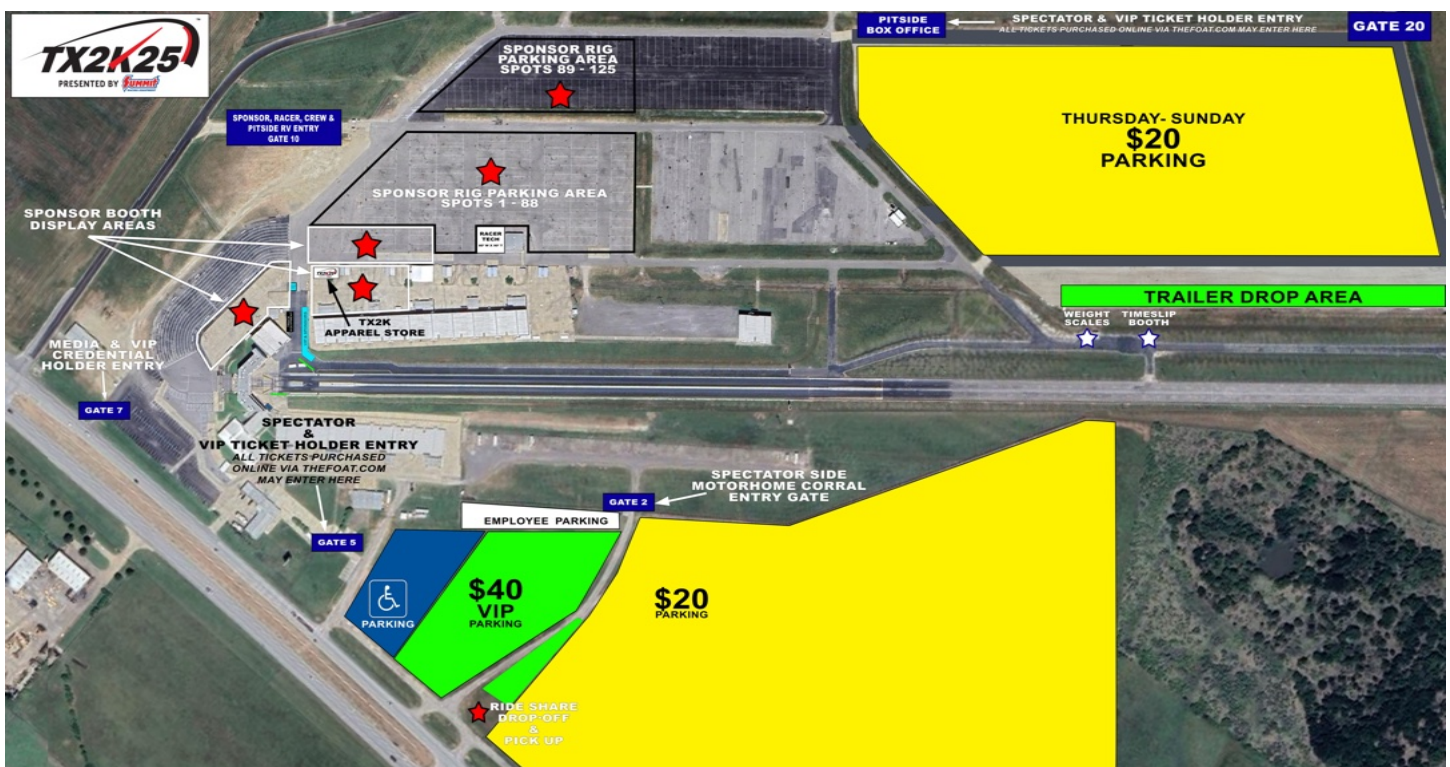 TX2K25™
PRESENTED BY SUMMIT
SPONSOR RIG
PARKING AREA
SPOTS 89 - 125
PITSIDE
BOX OFFICE
SPECTATOR & VIP TICKET HOLDER ENTRY
ALL TICKETS PURCHASED ONLINE VIA THEFOAT.COM MAY ENTER HERE
GATE 20
SPONSOR, RACER, CREW &
PITSIDE RV ENTRY
GATE 10
THURSDAY- SUNDAY
$20
PARKING
SPONSOR RIG PARKING AREA
SPOTS 1 - 88
SPONSOR BOOTH
DISPLAY AREAS
RACER
TECH
TX2K25
TX2K
APPAREL STORE
TRAILER DROP AREA
WEIGHT
SCALES
TIMESLIP
BOOTH
MEDIA & VIP
CREDENTIAL
HOLDER ENTRY
GATE 7
SPECTATOR
&
VIP TICKET HOLDER ENTRY
ALL TICKETS PURCHASED
ONLINE VIA THEFOAT.COM
MAY ENTER HERE
GATE 5
SPECTATOR SIDE
MOTORHOME CORRAL
ENTRY GATE
GATE 2
EMPLOYEE PARKING
PARKING
$40
VIP
PARKING
$20
PARKING
RIDE SHARE
DROP-OFF
&
PICK UP